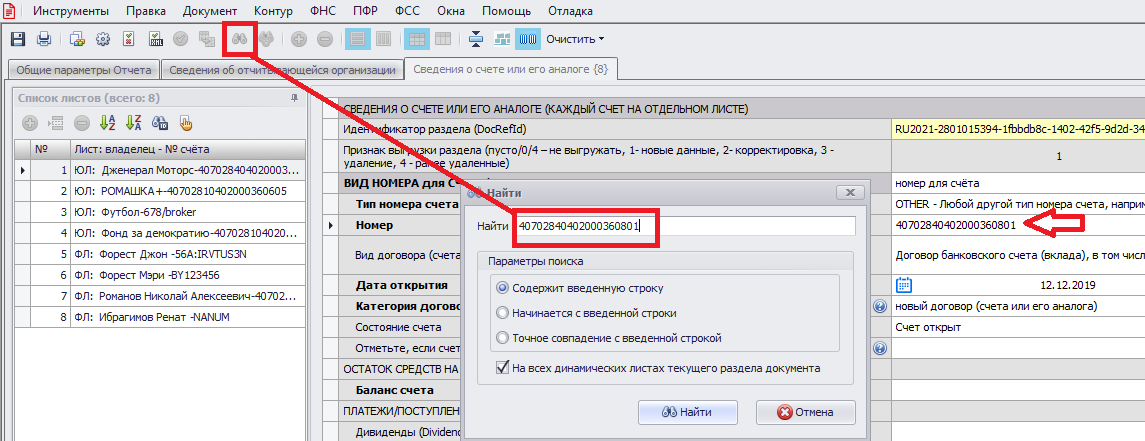 Инструменты Правка Документ Контур ФНС ПФР ФСС Окна Помощь Отладка
XML Очистить
Общие параметры Отчета Сведения об отчитывающейся организации Сведения о счете или его аналоге {8}
Список листов (всего: 8)
№ Лист: владелец - № счёта
1 ЮЛ: Дженерал Моторс-407028404020003...
2 ЮЛ: РОМАШКА+-40702810402000360605
3 ЮЛ: Футбол-678/broker
4 ЮЛ: Фонд за демократию-407028104020...
5 ФЛ: Форест Джон -56A:IRVTUS3N
6 ФЛ: Форест Мэри -BY123456
7 ФЛ: Романов Николай Алексеевич-40702...
8 ФЛ: Ибрагимов Ренат -NANUM
СВЕДЕНИЯ О СЧЕТЕ ИЛИ ЕГО АНАЛОГЕ (КАЖДЫЙ СЧЕТ НА ОТДЕЛЬНОМ ЛИСТЕ)
Идентификатор раздела (DocRefId) RU2021-2801015394-1fbbdb8c-1402-42f5-9d2d-34
Признак выгрузки раздела (пусто/0/4 – не выгружать, 1- новые данные, 2- корректировка, 3 -
удаление, 4 - ранее удаленные) 1
ВИД НОМЕРА для С номер для счёта
Тип номера счета OTHER - Любой другой тип номера счета, наприм
Номер 40702840402000360801
Вид договора (счета Договор банковского счета (вклада), в том числ
Дата открытия 12.12.2019
Категория догово новый договор (счета или его аналога)
Состояние счета Счет открыт
Отметьте, если счет
ОСТАТОК СРЕДСТВ НА
Баланс счета
ПЛАТЕЖИ/ПОСТУПЛЕН
Дивиденды (Dividend
Найти
Найти 40702840402000360801
Параметры поиска
Содержит введенную строку
Начинается с введенной строки
Точное совпадение с введенной строкой
На всех динамических листах текущего раздела документа
Найти Отмена